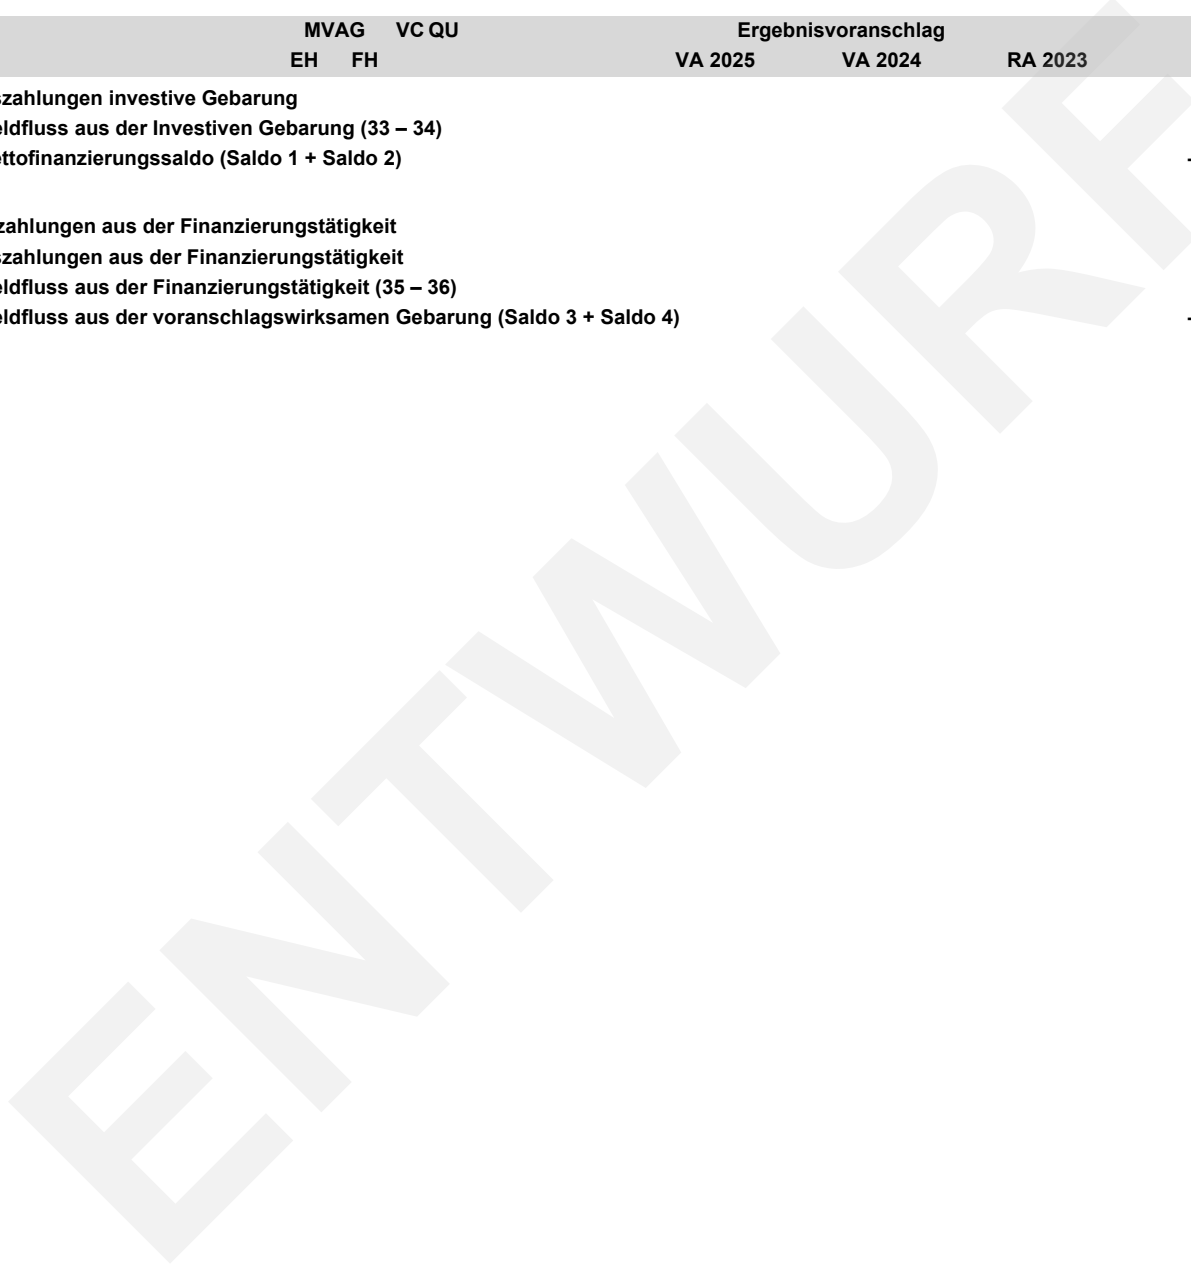 MVAG VC QU Ergebnisvoranschlag
EH FH VA 2025 VA 2024 RA 2023
szahlungen investive Gebarung
eldfluss aus der Investiven Gebarung (33 – 34)
ettofinanzierungssaldo (Saldo 1 + Saldo 2) -
zahlungen aus der Finanzierungstätigkeit
szahlungen aus der Finanzierungstätigkeit
eldfluss aus der Finanzierungstätigkeit (35 – 36)
eldfluss aus der voranschlagswirksamen Gebarung (Saldo 3 + Saldo 4) -
ENTWURF